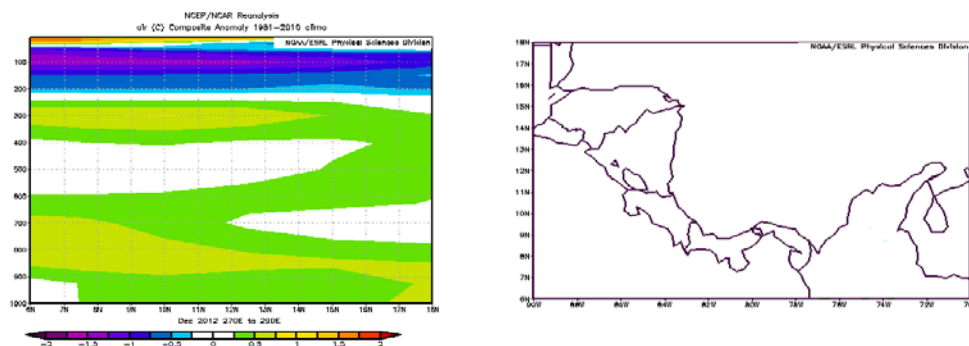 NCEP/NCAR Reanalysis
air (C) Composite Anomaly 1981-2010 climo
NOAA/ESRL Physical Sciences Division
100
200
300
400
500
600
700
800
900
1000
6N 7N 8N 9N 10N 11N 12N 13N 14N 15N 16N 17N 18N
Dec 2012 270E to 290E
-2 -1.5 -1 -0.5 0 0.5 1 1.5 2
NOAA/ESRL Physical Sciences Division
18N
17N
16N
15N
14N
13N
12N
11N
10N
9N
8N
7N
6N
90W 88W 86W 84W 82W 80W 78W 76W 74W 72W